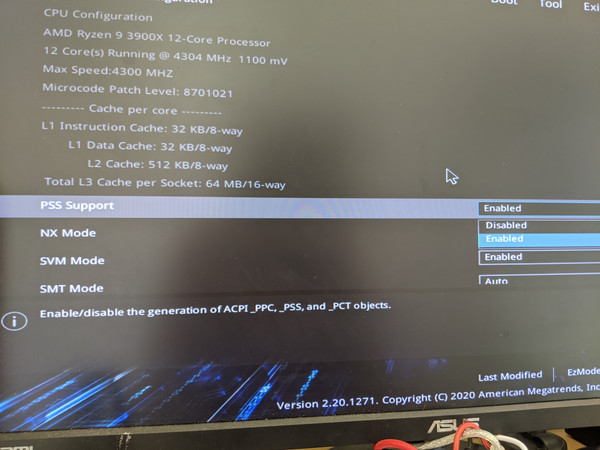 Boot Tool
CPU Configuration
AMD Ryzen 9 3900X 12-Core Processor
12 Core(s) Running @ 4304 MHz 1100 mV
Max Speed:4300 MHZ
Microcode Patch Level: 8701021
--------- Cache per core ---------
L1 Instruction Cache: 32 KB/8-way
L1 Data Cache: 32 KB/8-way
L2 Cache: 512 KB/8-way
Total L3 Cache per Socket: 64 MB/16-way
PSS Support Enabled
Disabled
NX Mode Enabled
SVM Mode Enabled
SMT Mode Auto
Enable/disable the generation of ACPI _PPC, _PSS, and _PCT objects.
Last Modified EzMode
Version 2.20.1271. Copyright (C) 2020 American Megatrends, Inc
ASUS